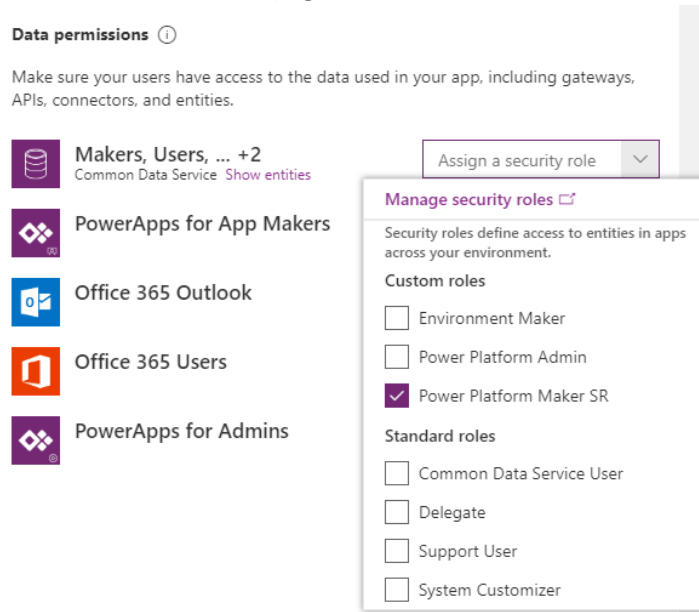 Data permissions
Make sure your users have access to the data used in your app, including gateways,
APIs, connectors, and entities.
Makers, Users, ... +2
Common Data Service Show entities
Assign a security role
PowerApps for App Makers
Office 365 Outlook
Office 365 Users
PowerApps for Admins
Manage security roles
Security roles define access to entities in apps
across your environment.
Custom roles
Environment Maker
Power Platform Admin
Power Platform Maker SR
Standard roles
Common Data Service User
Delegate
Support User
System Customizer